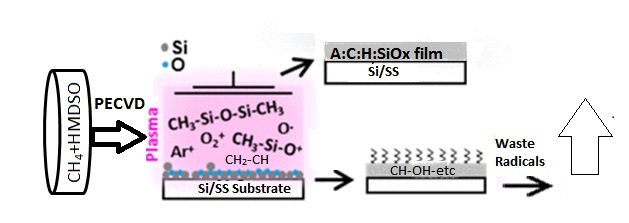 CH₄+HMDSO
PECVD
Plasma
Si
O
CH₃-Si-O-Si-CH₃
O₂⁺
O·
Ar⁺
CH₃-Si-O⁺
CH₂-CH
Si/SS Substrate
A:C:H:SiOx film
Si/SS
CH-OH-etc
Waste
Radicals